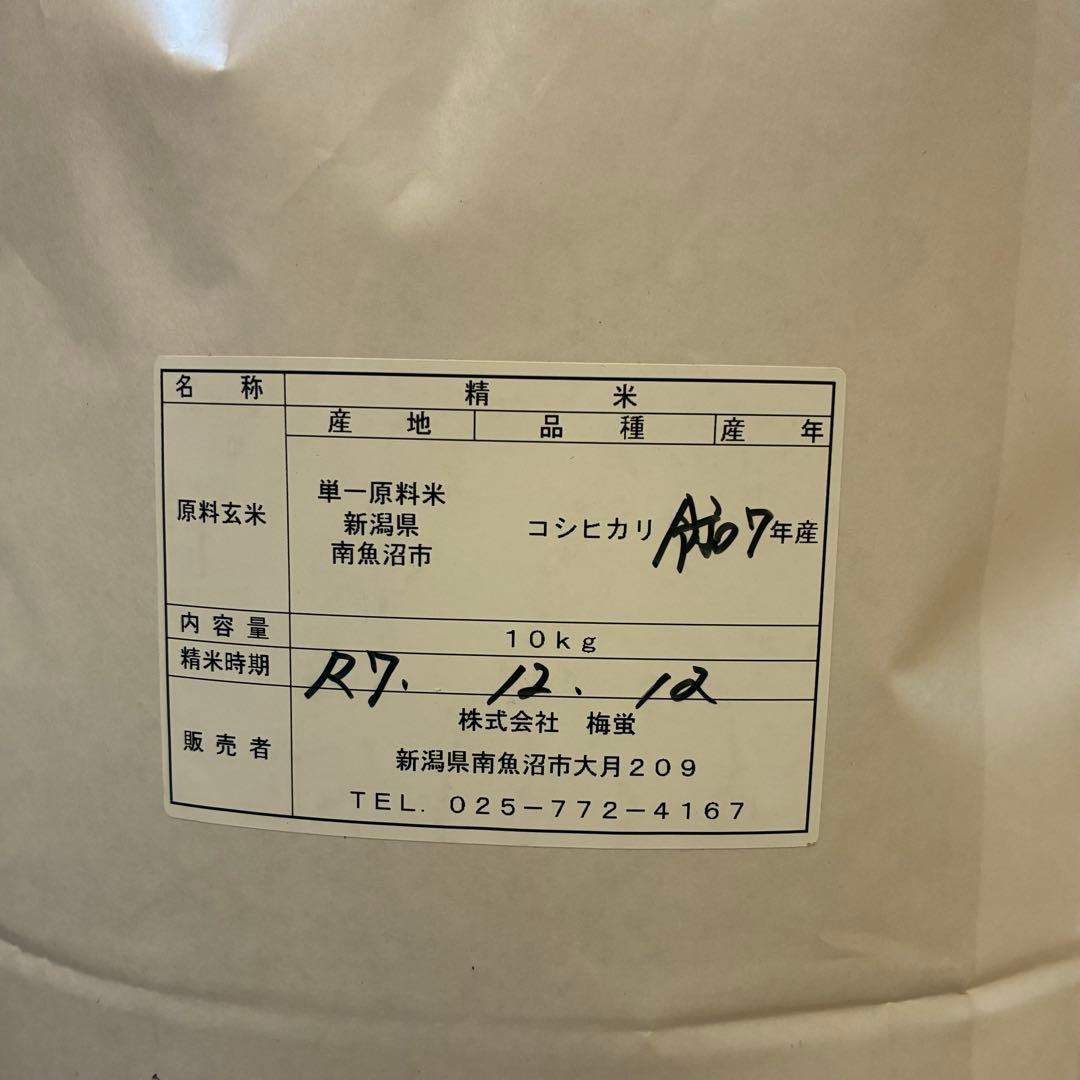 名称 精米
産地 品種 産年
原料玄米
単一原料米
新潟県
南魚沼市
コシヒカリ 令和07年産
内容量 10kg
精米時期 R7. 12. 12
販売者
株式会社 梅蛍
新潟県南魚沼市大月209
TEL. 025-772-4167